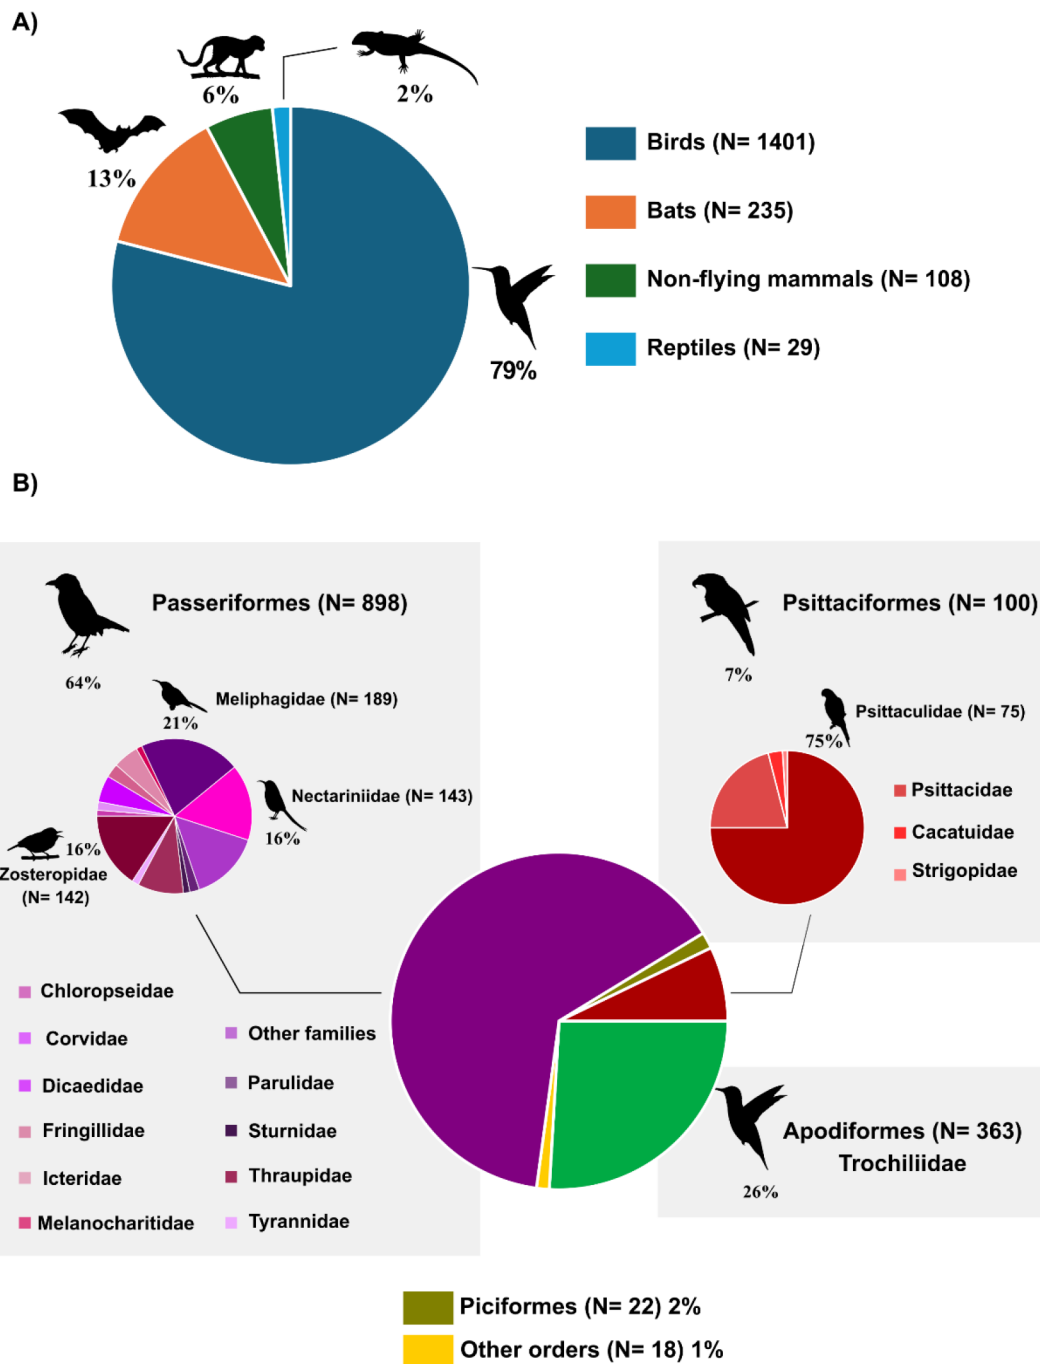 A)
6%
2%
13%
79%
Birds (N= 1401)
Bats (N= 235)
Non-flying mammals (N= 108)
Reptiles (N= 29)
B)
Passeriformes (N= 898)
64%
Meliphagidae (N= 189)
21%
Nectariniidae (N= 143)
16%
16%
Zosteropidae
(N= 142)
Chloropseidae
Corvidae
Dicaedidae
Fringillidae
Icteridae
Melanocharitidae
Other families
Parulidae
Sturnidae
Thraupidae
Tyrannidae
Psittaciformes (N= 100)
7%
Psittaculidae (N= 75)
75%
Psittacidae
Cacatuidae
Strigopidae
Apodiformes (N= 363)
Trochiliidae
26%
Piciformes (N= 22) 2%
Other orders (N= 18) 1%